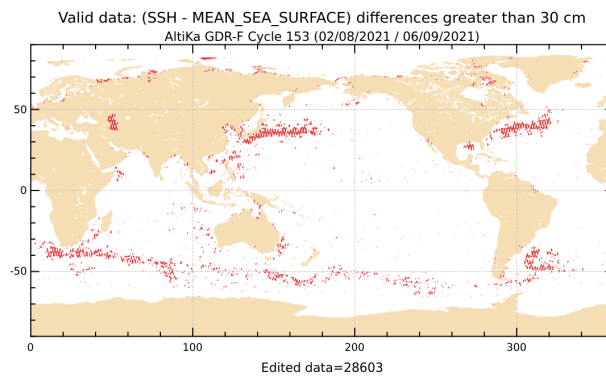 Valid data: (SSH - MEAN_SEA_SURFACE) differences greater than 30 cm
AltiKa GDR-F Cycle 153 (02/08/2021 / 06/09/2021)
50
0
-50
0 100 200 300
Edited data=28603